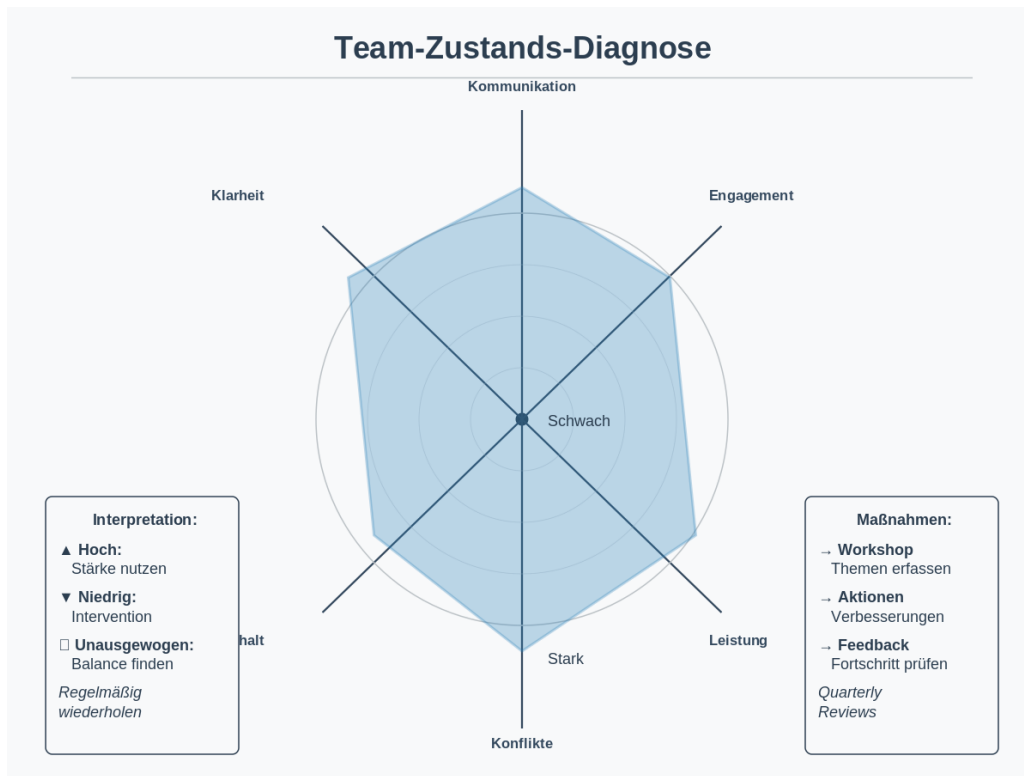 Team-Zustands-Diagnose
Kommunikation
Klarheit
Engagement
Schwach
Interpretation:
▲ Hoch:
Stärke nutzen
▼ Niedrig:
Intervention
□ Unausgewogen:
Balance finden
Regelmäßig
wiederholen
halt
Leistung
Stark
Konflikte
Maßnahmen:
→ Workshop
Themen erfassen
→ Aktionen
Verbesserungen
→ Feedback
Fortschritt prüfen
Quarterly
Reviews